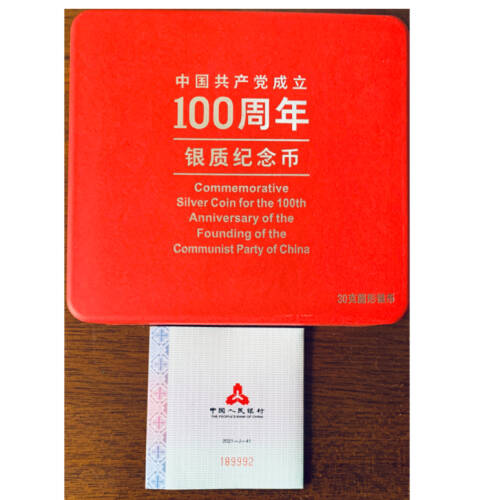 中国共产党成立
100周年
银质纪念币
Commemorative
Silver Coin for the 100th
Anniversary of the
Founding of the
Communist Party of China
30克圆形银币
中国人民银行
THE PEOPLE'S BANK OF CHINA
2021—J—41
189992